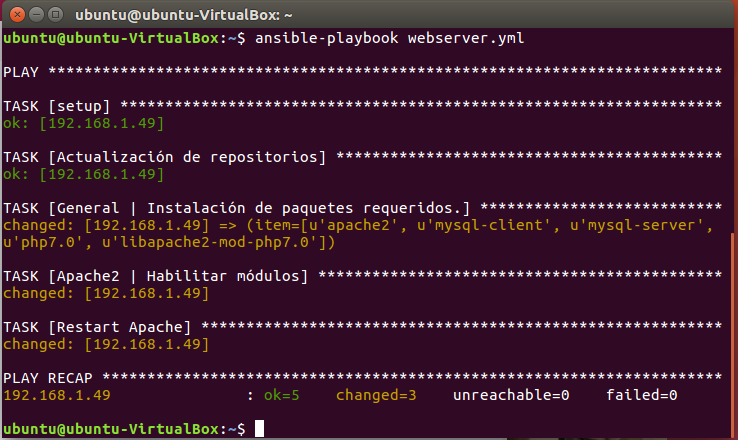 ubuntu@ubuntu-VirtualBox: ~
ubuntu@ubuntu-VirtualBox:~$ ansible-playbook webserver.yml
PLAY ***************************************************************************
TASK [setup] *******************************************************************
ok: [192.168.1.49]
TASK [Actualización de repositorios] *******************************************
ok: [192.168.1.49]
TASK [General | Instalación de paquetes requeridos.] ***************************
changed: [192.168.1.49] => (item=[u'apache2', u'mysql-client', u'mysql-server',
u'php7.0', u'libapache2-mod-php7.0'])
TASK [Apache2 | Habilitar módulos] *********************************************
changed: [192.168.1.49]
TASK [Restart Apache] **********************************************************
changed: [192.168.1.49]
PLAY RECAP *********************************************************************
192.168.1.49               : ok=5    changed=3    unreachable=0    failed=0
ubuntu@ubuntu-VirtualBox:~$